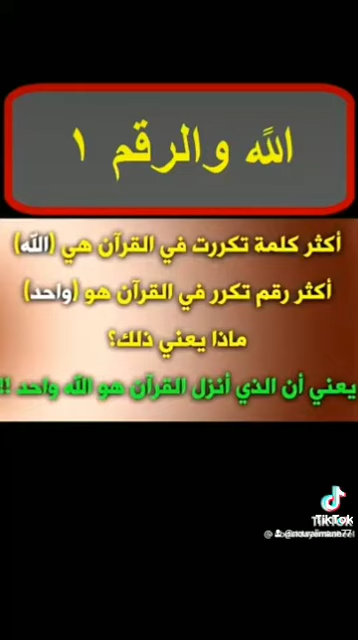 الله والرقم ١
أكثر كلمة تكررت في القرآن هي (الله)
أكثر رقم تكرر في القرآن هو (واحد)
ماذا يعني ذلك؟
يعني أن الذي أنزل القرآن هو الله واحد !!
TikTok